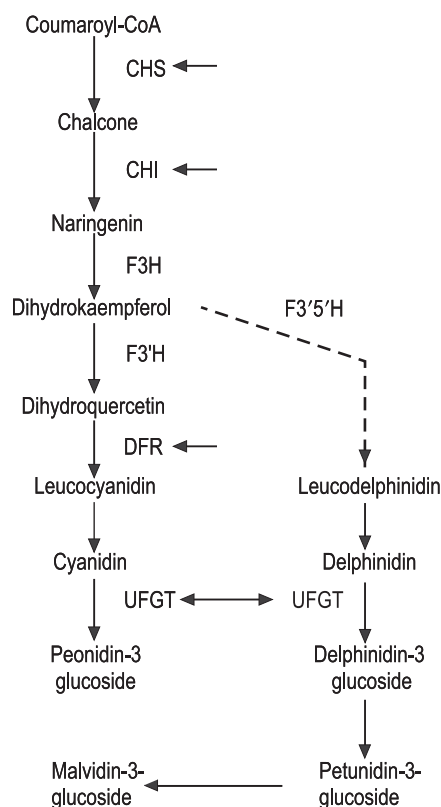 Coumaroyl-CoA
CHS
Chalcone
CHI
Naringenin
F3H
Dihydrokaempferol
F3′5′H
F3'H
Dihydroquercetin
DFR
Leucocyanidin
Leucodelphinidin
Cyanidin
Delphinidin
UFGT
UFGT
Peonidin-3
glucoside
Delphinidin-3
glucoside
Malvidin-3-
glucoside
Petunidin-3-
glucoside